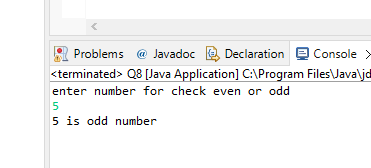 Problems @ Javadoc Declaration Console
<terminated> Q8 [Java Application] C:\Program Files\Java\jd
enter number for check even or odd
5
5 is odd number